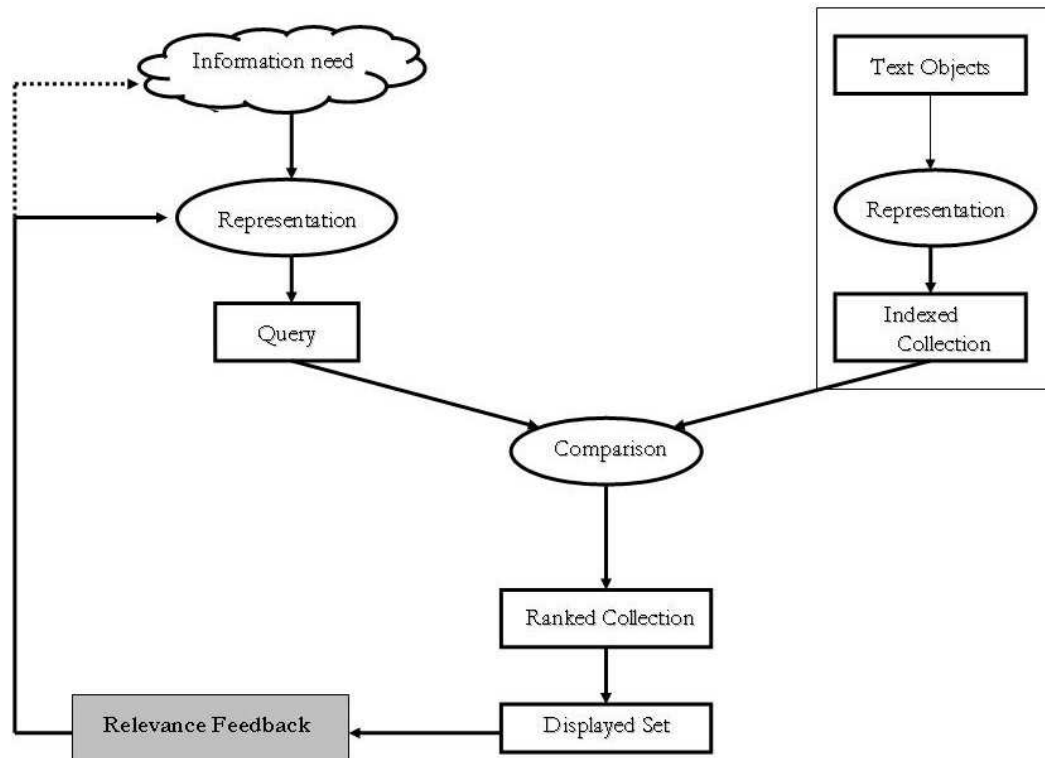 Information need
Text Objects
Representation
Representation
Query
Indexed
Collection
Comparison
Ranked Collection
Displayed Set
Relevance Feedback